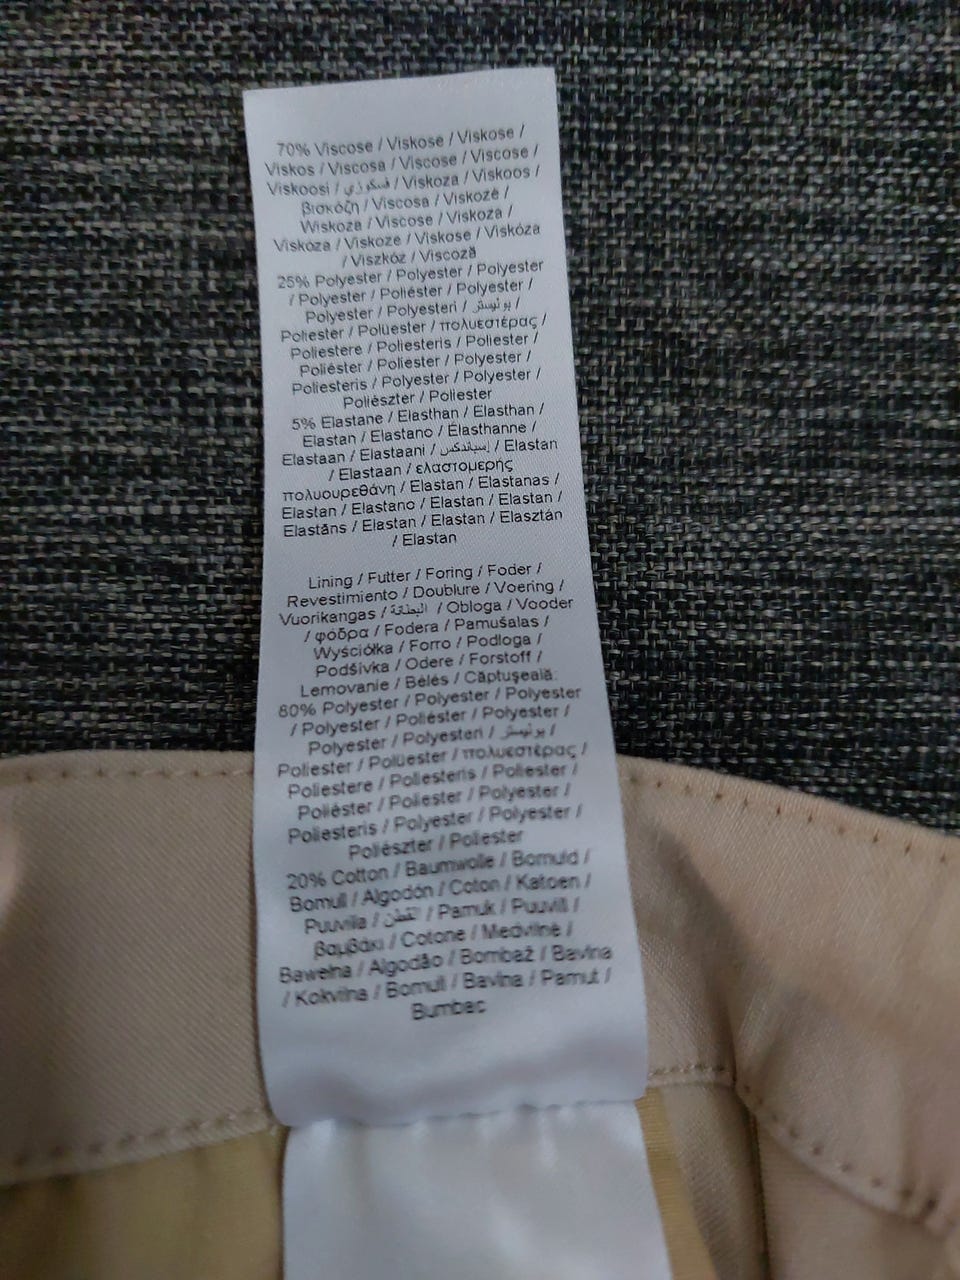 70% Viscose / Viskose / Viskose /
Viskos / Viscosa / Viscose / Viscose /
Viskoosi / فسكوزي / Viskoza / Viskoos /
βισκόζη / Viscosa / Viskozė /
Wiskoza / Viscose / Viskoza /
Viskóza / Viskoze / Viskose / Viskóza
/ Viszkóz / Viscoză
25% Polyester / Polyester / Polyester
/ Polyester / Poliéster / Polyester /
Polyester / Polyesteri / بوليستر /
Poliester / Polüester / πολυεστέρας /
Poliestere / Poliesteris / Poliester /
Poliéster / Poliester / Polyester /
Poliesteris / Polyester / Polyester /
Poliészter / Poliester
5% Elastane / Elasthan / Elasthan /
Elastan / Elastano / Élasthanne /
Elastaan / Elastaani / إسباندكس / Elastan
/ Elastaan / ελαστομερής
πολυουρεθάνη / Elastan / Elastanas /
Elastan / Elastano / Elastan / Elastan /
Elastāns / Elastan / Elastan / Elasztán
/ Elastan
Lining / Futter / Foring / Foder /
Revestimiento / Doublure / Voering /
Vuorikangas / البطانة / Obloga / Vooder
/ φόδρα / Fodera / Pamušalas /
Wyściółka / Forro / Podloga /
Podšívka / Odere / Forstoff /
Lemovanie / Bélés / Căptuşeală:
80% Polyester / Polyester / Polyester
/ Polyester / Poliéster / Polyester /
Polyester / Polyesteri / بوليستر /
Poliester / Polüester / πολυεστέρας /
Poliestere / Poliesteris / Poliester /
Poliéster / Poliester / Polyester /
Poliesteris / Polyester / Polyester /
Poliészter / Poliester
20% Cotton / Baumwolle / Bomuld /
Bomull / Algodón / Coton / Katoen /
Puuvilla / القطن / Pamuk / Puuvill /
βαμβάκι / Cotone / Medvilnė /
Bawełna / Algodão / Bombaž / Bavlna
/ Kokvilna / Bomull / Bavlna / Pamut /
Bumbac